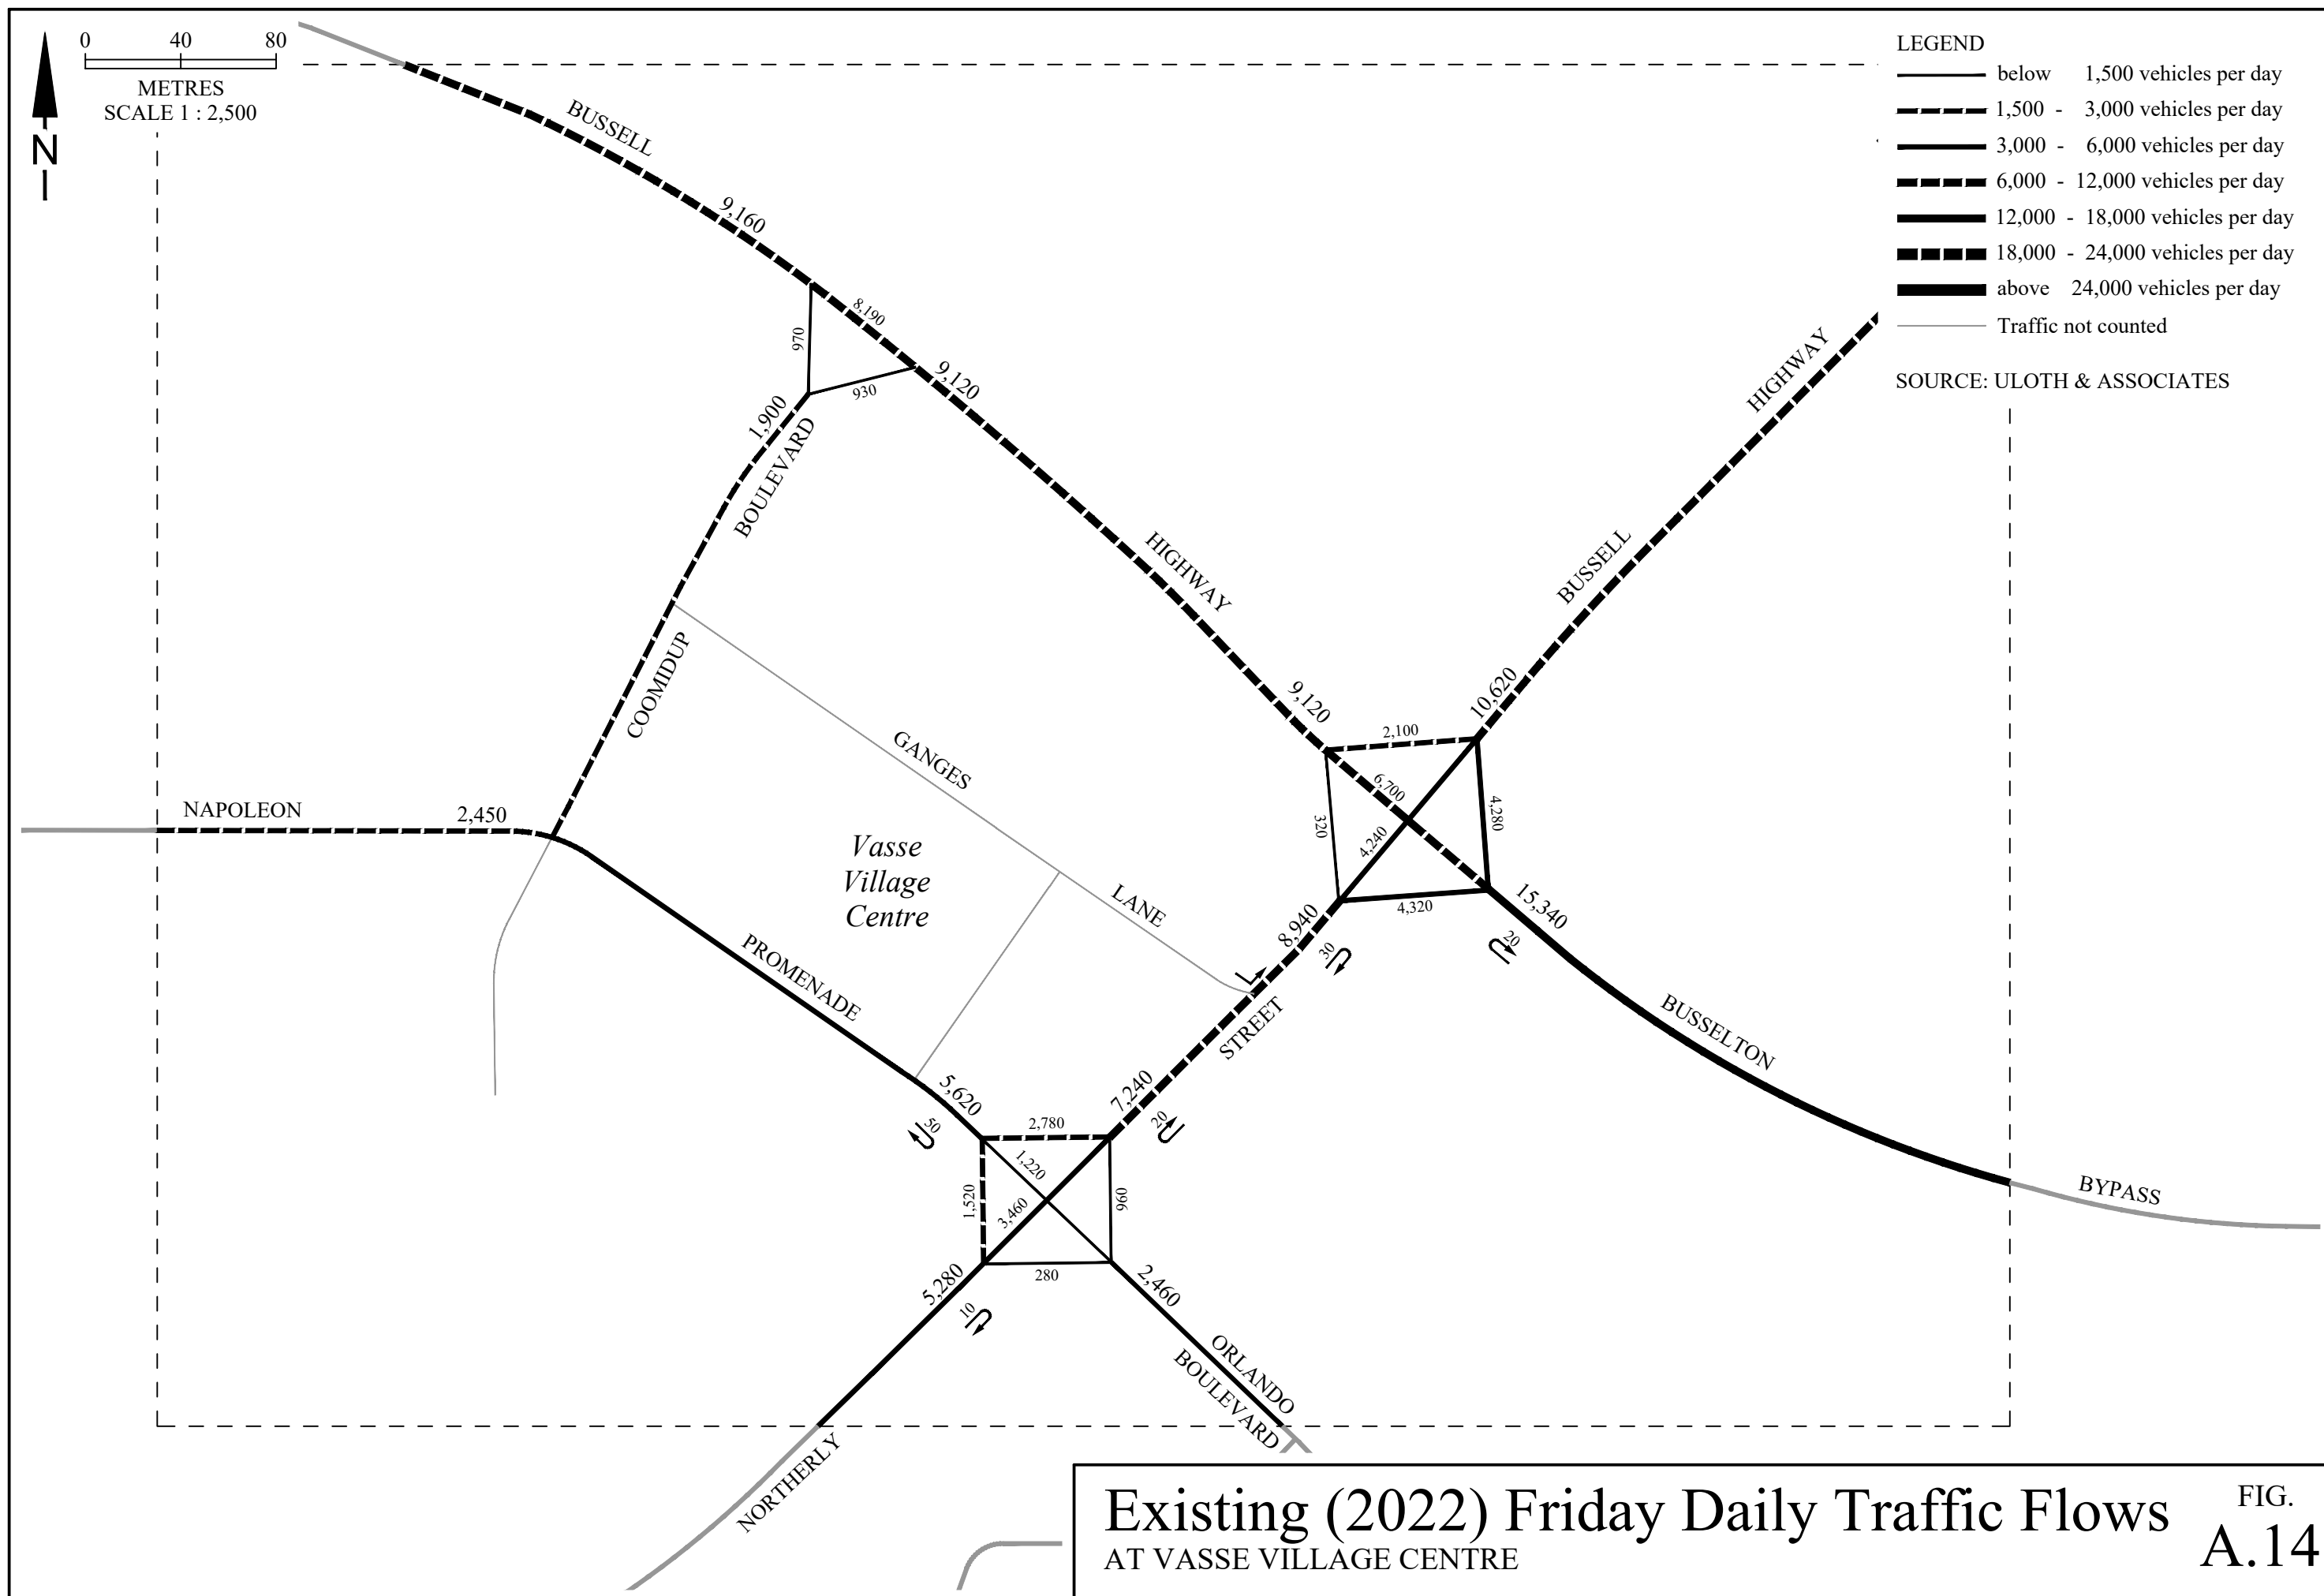 0 40 80
METRES
SCALE 1 : 2,500
N
LEGEND
below 1,500 vehicles per day
1,500 - 3,000 vehicles per day
3,000 - 6,000 vehicles per day
6,000 - 12,000 vehicles per day
12,000 - 18,000 vehicles per day
18,000 - 24,000 vehicles per day
above 24,000 vehicles per day
Traffic not counted
SOURCE: ULOTH & ASSOCIATES
BUSSELL
9,160
8,190
970
930
9,120
1,900
BOULEVARD
HIGHWAY
HIGHWAY
BUSSELL
COOMIDUP
9,120
10,620
2,100
6,700
320
4,240
4,280
4,320
GANGES
NAPOLEON
2,450
Vasse
Village
Centre
LANE
8,940
30
15,340
20
PROMENADE
STREET
BUSSELTON
BYPASS
5,620
50
7,240
20
2,780
1,220
1,520
3,460
960
280
5,280
10
2,460
ORLANDO
BOULEVARD
NORTHERLY
Existing (2022) Friday Daily Traffic Flows
AT VASSE VILLAGE CENTRE
FIG.
A.14